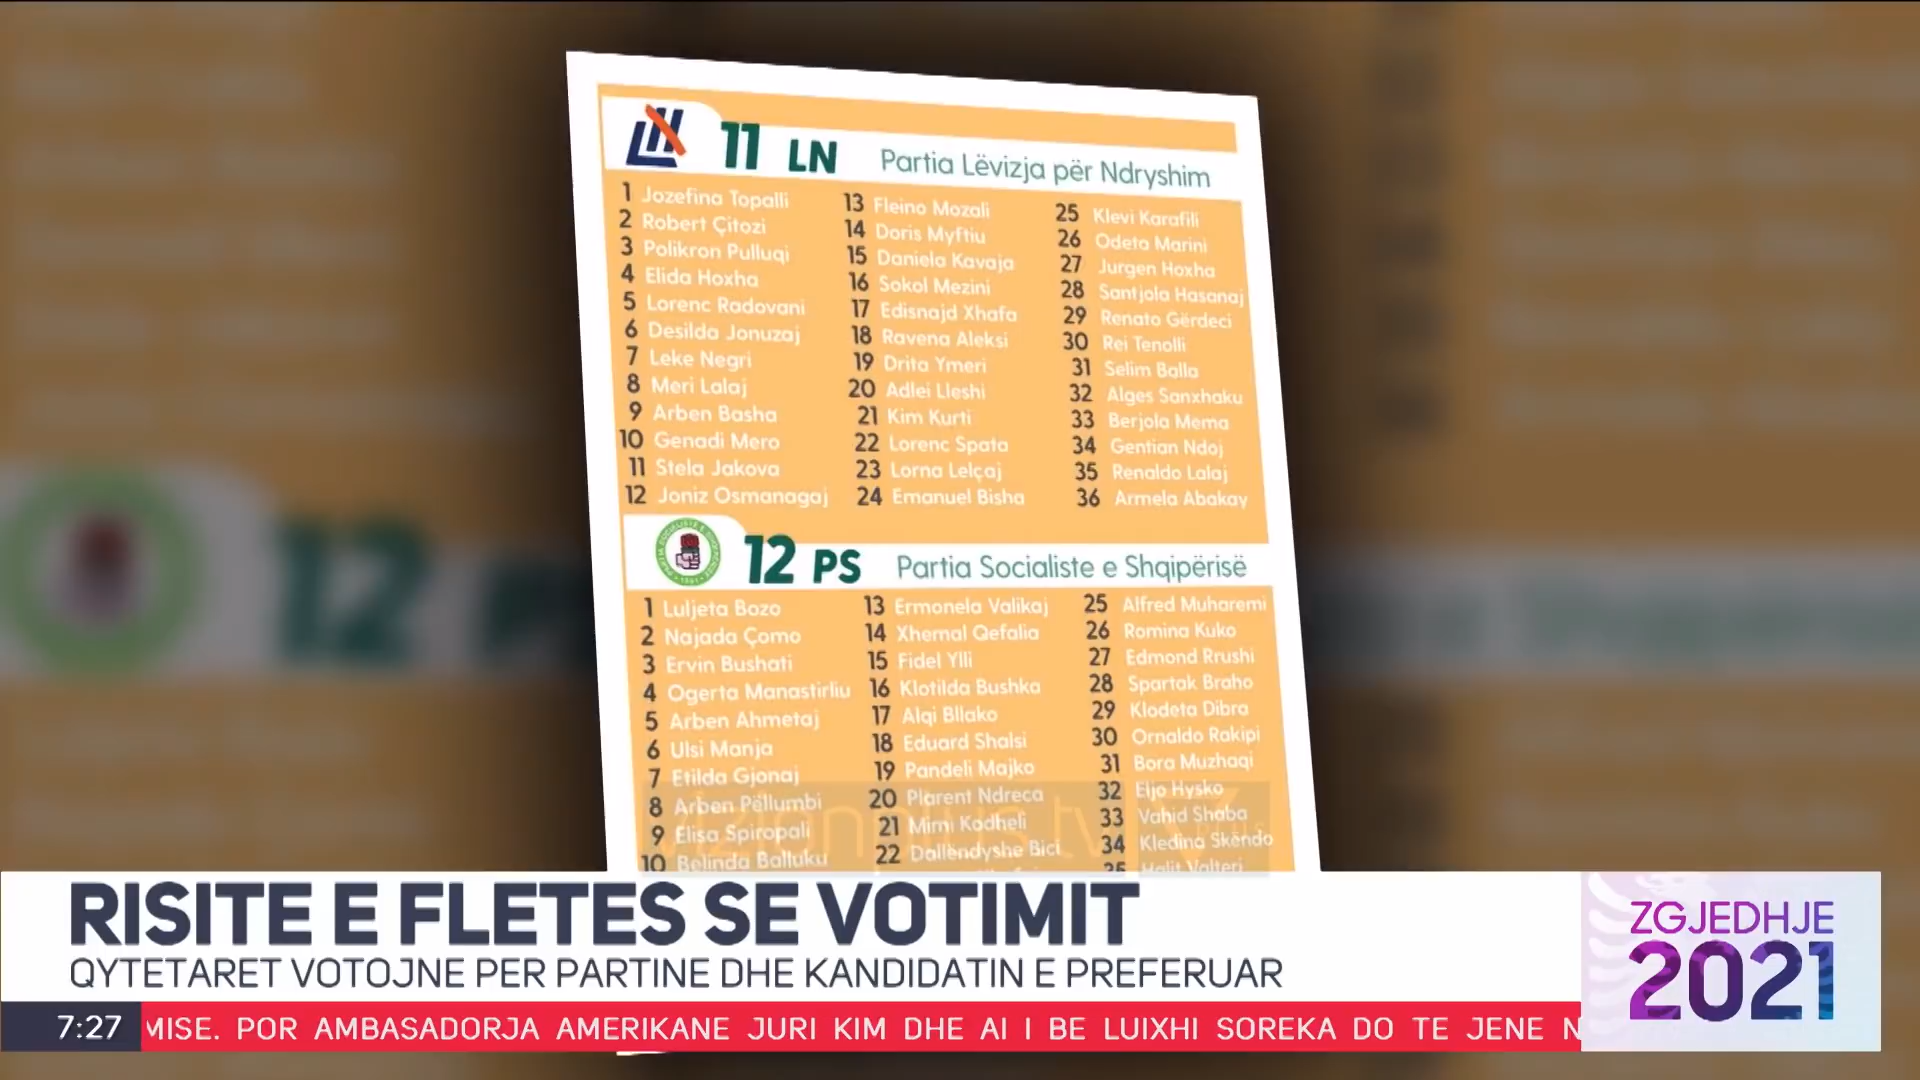 11 LN Partia Lëvizja për Ndryshim
1 Jozefina Topalli
2 Robert Çitozi
3 Polikron Pulluqi
4 Elida Hoxha
5 Lorenc Radovani
6 Desilda Jonuzaj
7 Leke Negri
8 Meri Lalaj
9 Arben Basha
10 Genadi Mero
11 Stela Jakova
12 Joniz Osmanagaj
13 Fleino Mozali
14 Doris Myftiu
15 Daniela Kavaja
16 Sokol Mezini
17 Edisnajd Xhafa
18 Ravena Aleksi
19 Drita Ymeri
20 Adlei Lleshi
21 Kim Kurti
22 Lorenc Spata
23 Lorna Lelçaj
24 Emanuel Bisha
25 Klevi Karafili
26 Odeta Marini
27 Jurgen Hoxha
28 Santjola Hasanaj
29 Renato Gërdeci
30 Rei Tenolli
31 Selim Balla
32 Alges Sanxhaku
33 Berjola Mema
34 Gentian Ndoj
35 Renaldo Lalaj
36 Armela Abakay
12 PS Partia Socialiste e Shqipërisë
1 Luljeta Bozo
2 Najada Çomo
3 Ervin Bushati
4 Ogerta Manastirliu
5 Arben Ahmetaj
6 Ulsi Manja
7 Etilda Gjonaj
8 Arben Pëllumbi
9 Elisa Spiropali
10 Belinda Balluku
13 Ermonela Valikaj
14 Xhemal Qefalia
15 Fidel Ylli
16 Klotilda Bushka
17 Alqi Bllako
18 Eduard Shalsi
19 Pandeli Majko
20 Plarent Ndreca
21 Mimi Kodheli
22 Dallëndyshe Bici
25 Alfred Muharemi
26 Romina Kuko
27 Edmond Rrushi
28 Spartak Braho
29 Klodeta Dibra
30 Ornaldo Rakipi
31 Bora Muzhaqi
32 Eljo Hysko
33 Vahid Shaba
34 Kledina Skëndo
12
RISITE E FLETES SE VOTIMIT
QYTETARET VOTOJNE PER PARTINE DHE KANDIDATIN E PREFERUAR
ZGJEDHJE
2021
7:27 MISE. POR AMBASADORJA AMERIKANE JURI KIM DHE AI I BE LUIXHI SOREKA DO TE JENE N